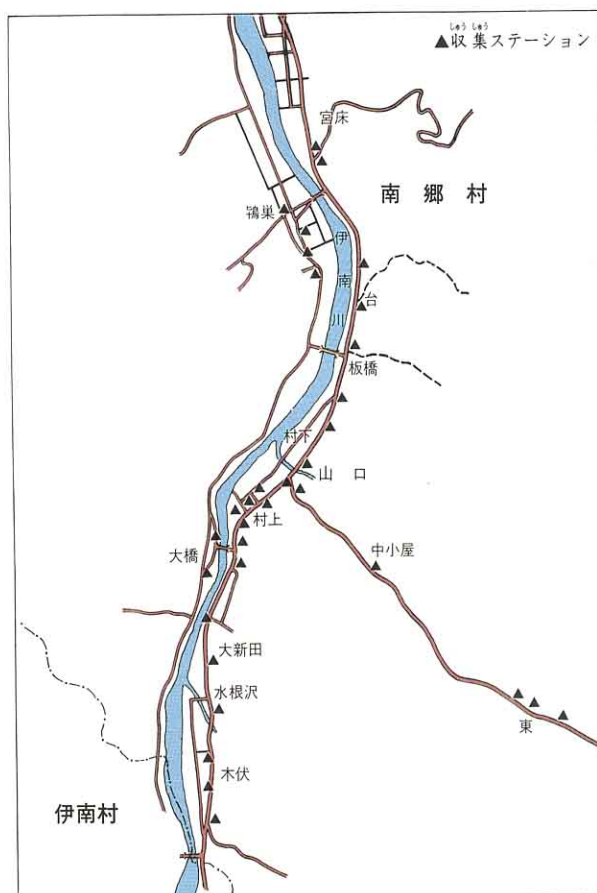 しゅうしゅう
▲収集ステーション
宮床
南郷村
鴇巣
伊南川
台
板橋
村下
山口
村上
中小屋
大橋
大新田
水根沢
東
木伏
伊南村